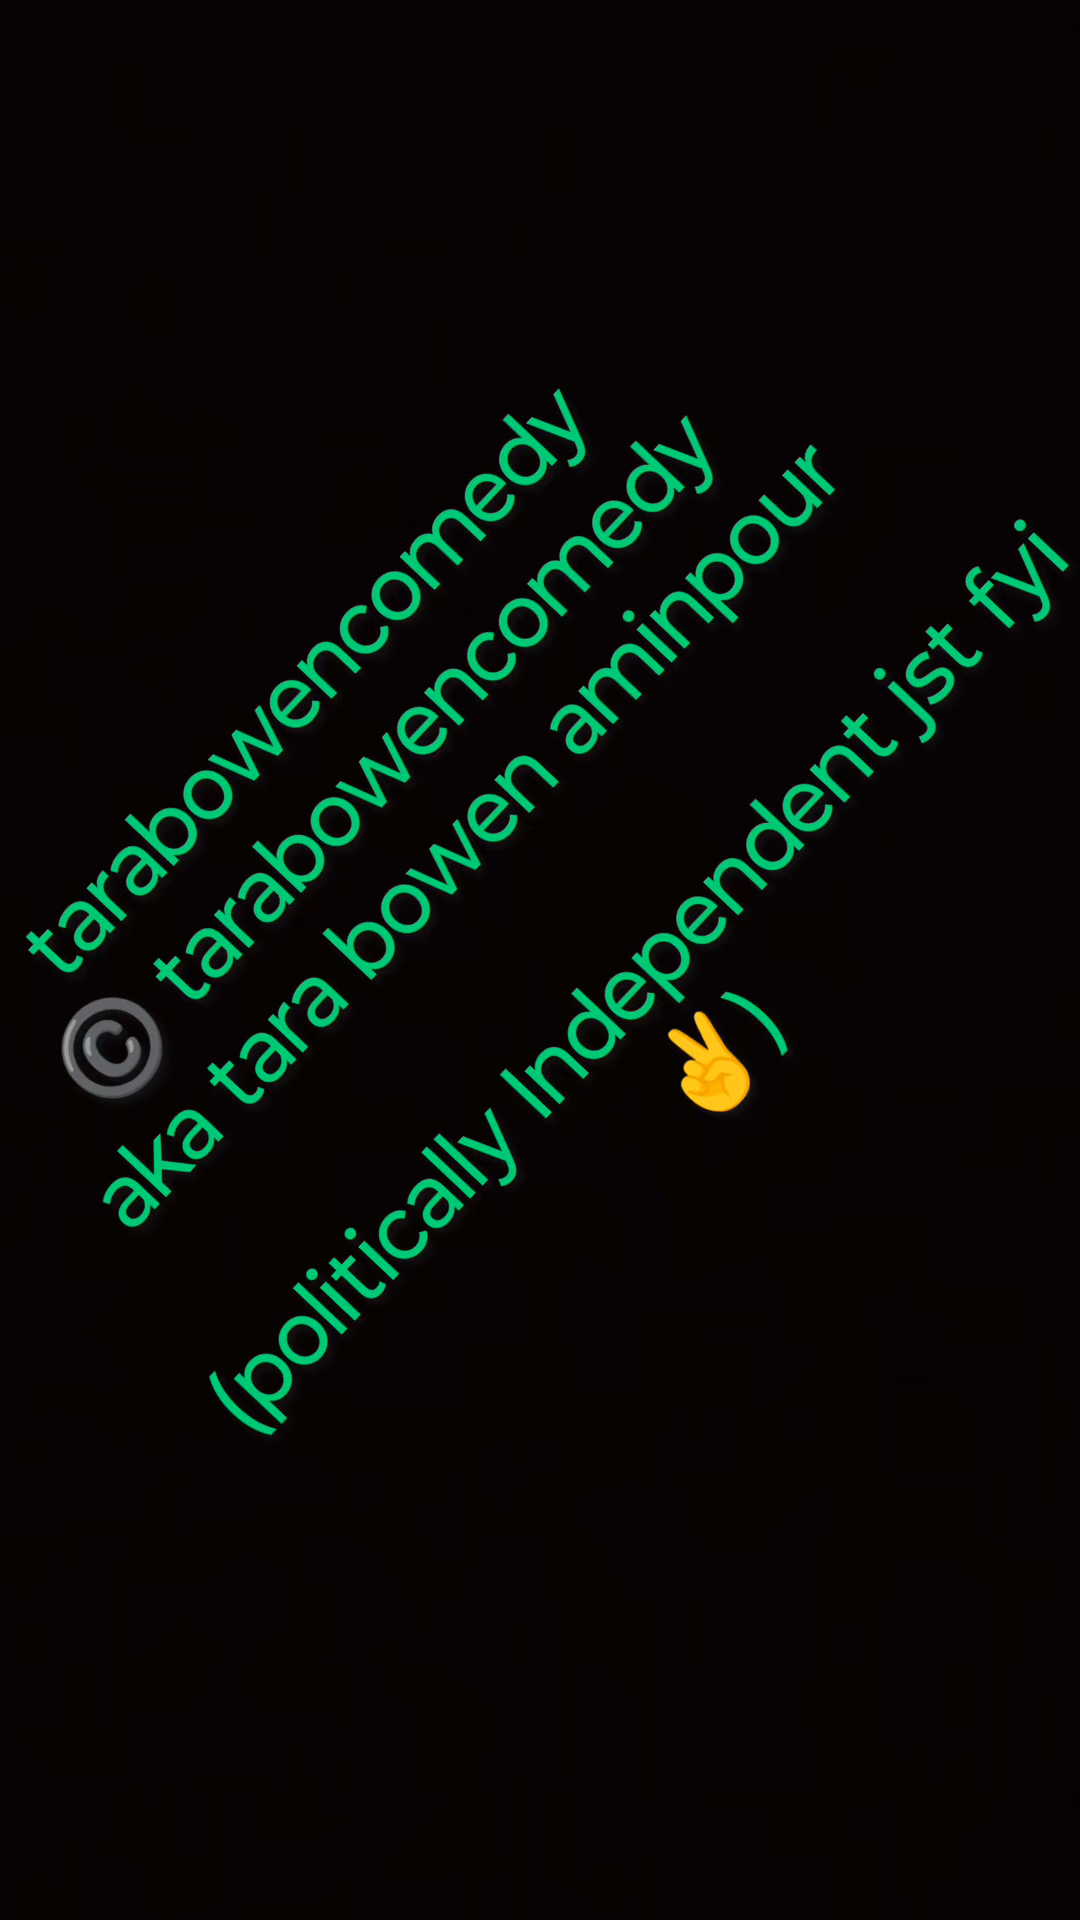 tarabowencomedy
© tarabowencomedy
aka tara bowen aminpour
(politically Independent jst fyi
✌️)